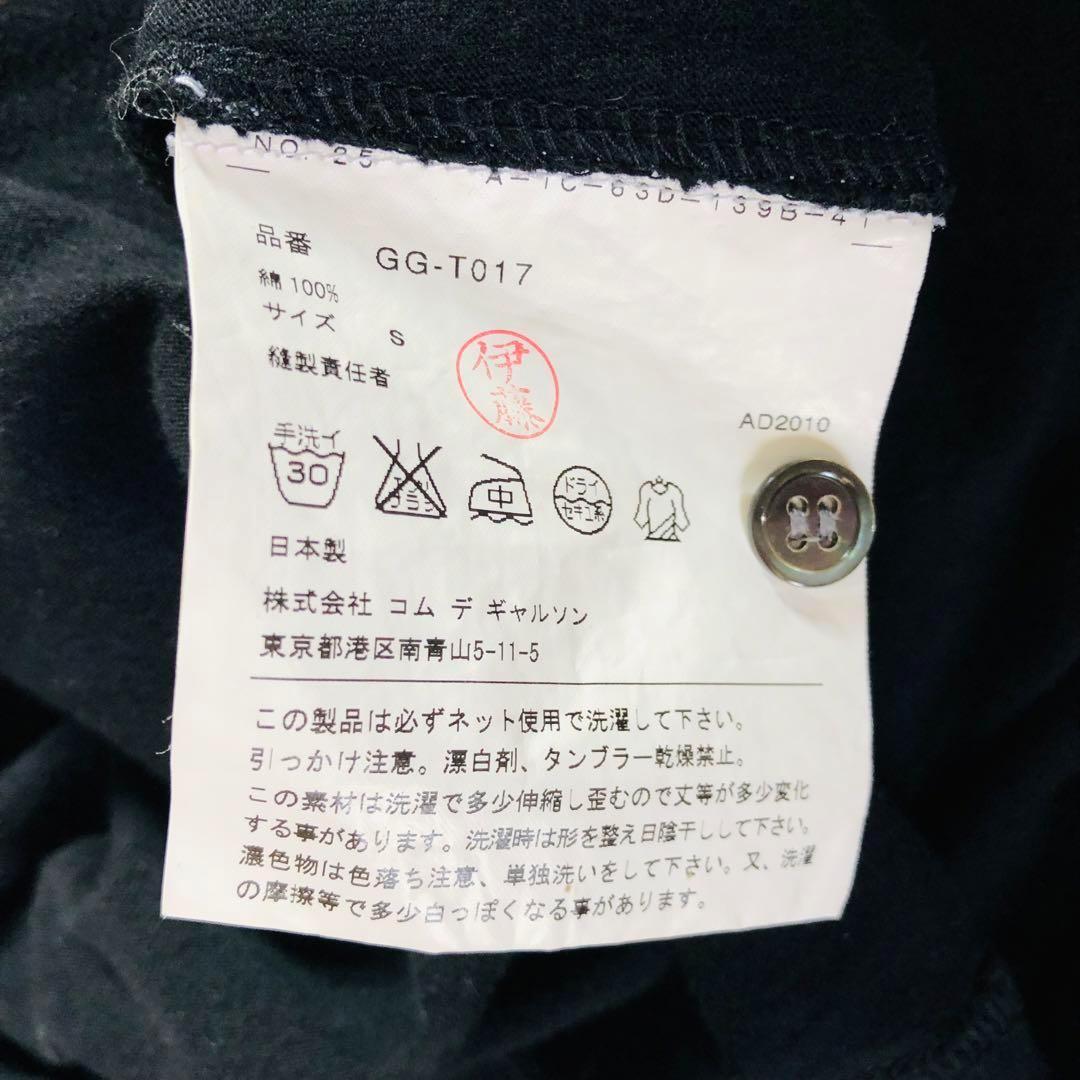 NO. 25 A-TC-63D-139B-41
品番 GG-T017
綿 100%
サイズ S
縫製責任者 伊藤
AD2010
手洗イ
30
中
ドライ
セキユ系
日本製
株式会社 コム デ ギャルソン
東京都港区南青山5-11-5
この製品は必ずネット使用で洗濯して下さい。
引っかけ注意。漂白剤、タンブラー乾燥禁止。
この素材は洗濯で多少伸縮し歪むので丈等が多少変化
する事があります。洗濯時は形を整え日陰干しして下さい。
濃色物は色落ち注意、単独洗いをして下さい。又、洗濯
の摩擦等で多少白っぽくなる事があります。